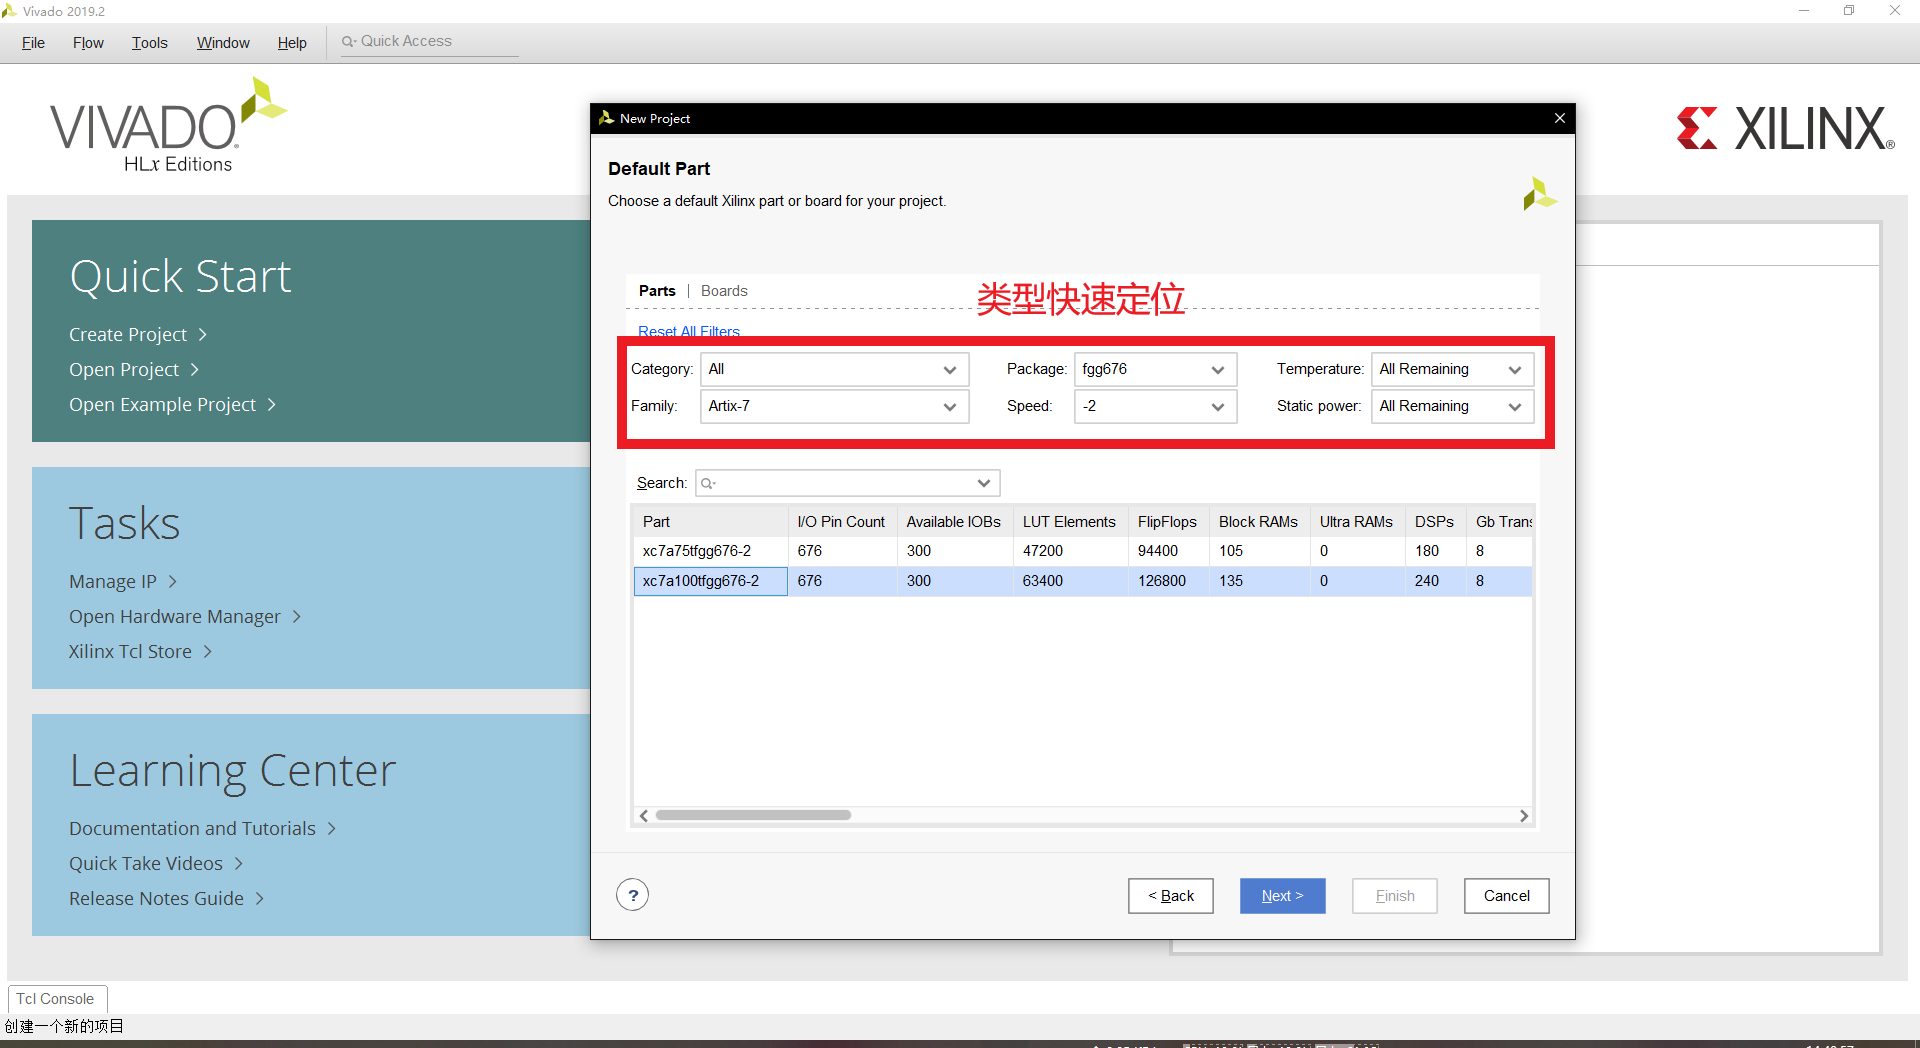 Vivado 2019.2
File Flow Tools Window Help Quick Access
VIVADO
HLx Editions
XILINX
Quick Start
Create Project
Open Project
Open Example Project
Tasks
Manage IP
Open Hardware Manager
Xilinx Tcl Store
Learning Center
Documentation and Tutorials
Quick Take Videos
Release Notes Guide
New Project
Default Part
Choose a default Xilinx part or board for your project.
Parts | Boards
类型快速定位
Reset All Filters
Category: All Package: fgg676 Temperature: All Remaining
Family: Artix-7 Speed: -2 Static power: All Remaining
Search:
Part I/O Pin Count Available IOBs LUT Elements FlipFlops Block RAMs Ultra RAMs DSPs Gb Trans
xc7a75tfgg676-2 676 300 47200 94400 105 0 180 8
xc7a100tfgg676-2 676 300 63400 126800 135 0 240 8
? < Back Next > Finish Cancel
Tcl Console
创建一个新的项目